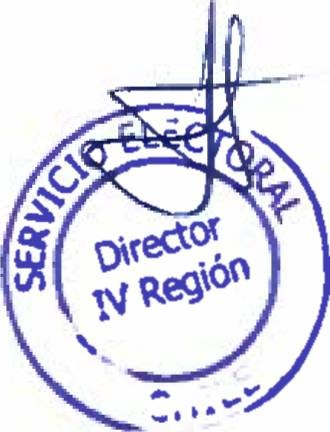 SERVICIO ELECTORAL
Director
IV Región